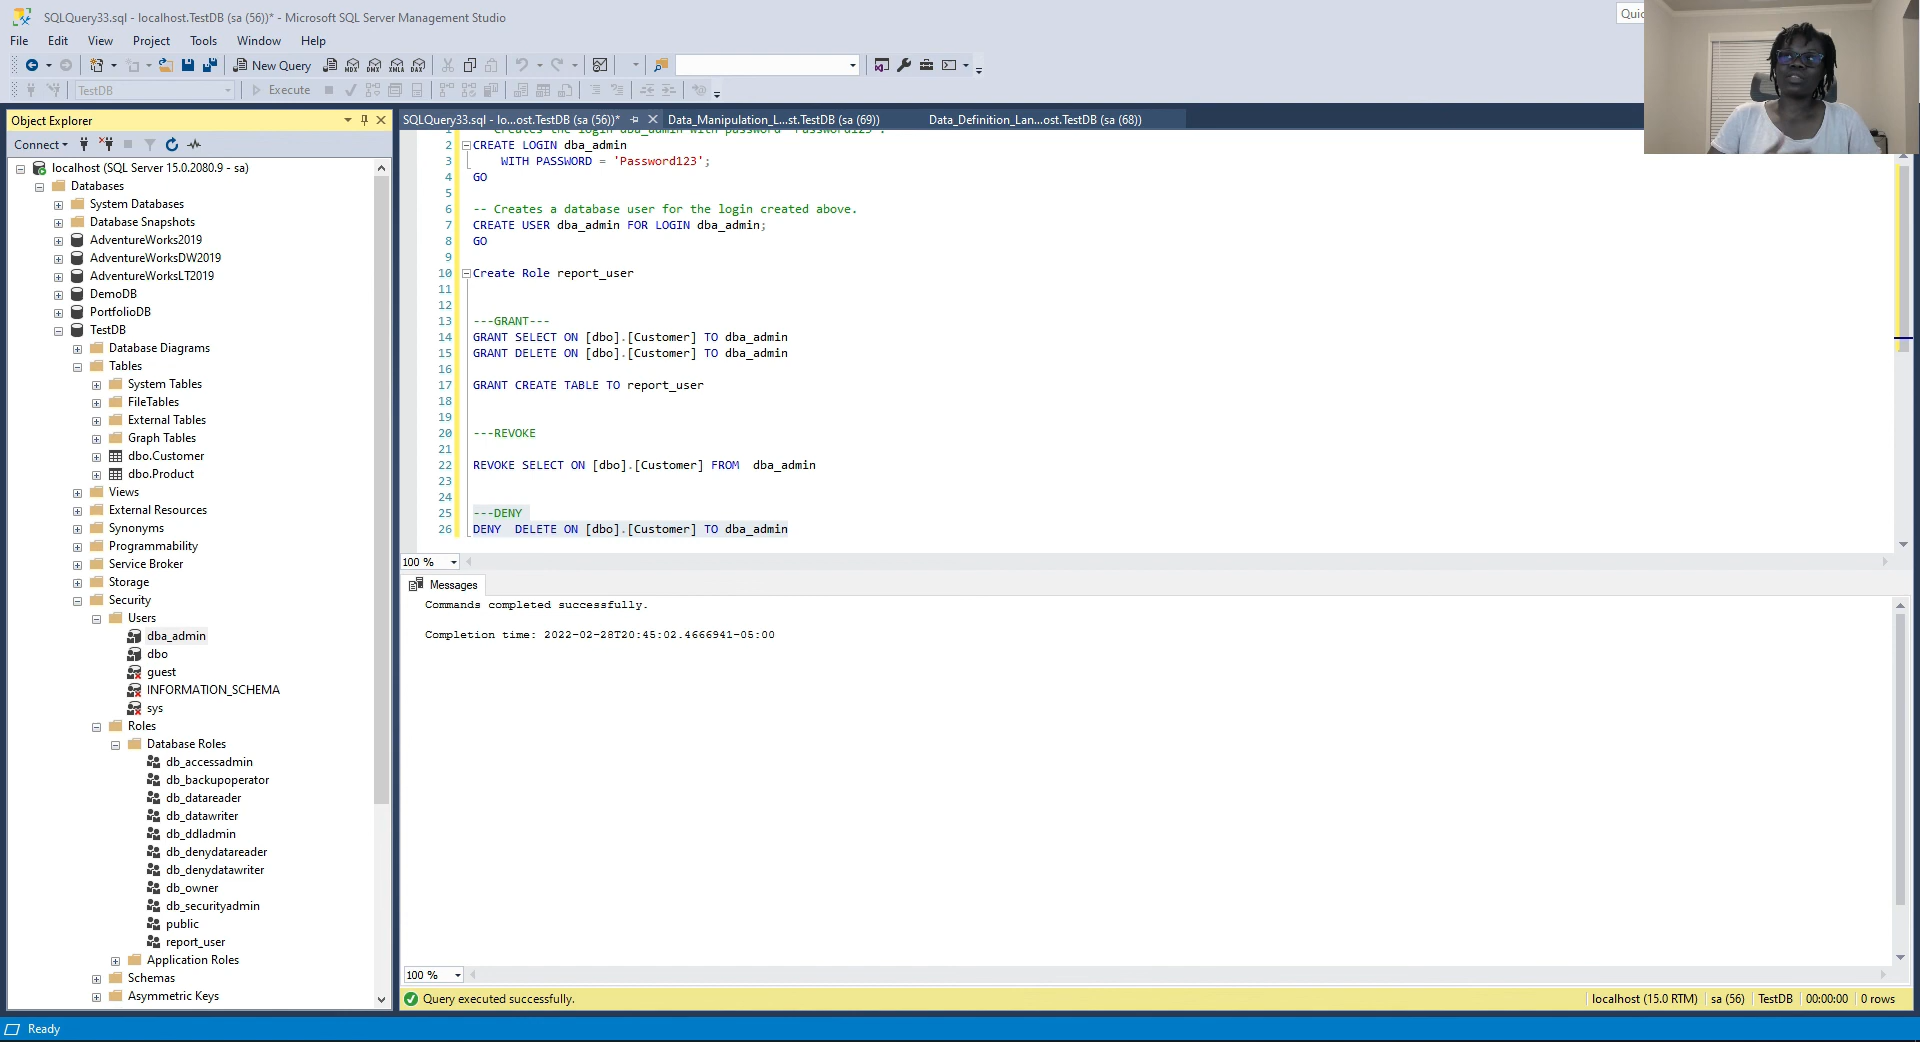 SQLQuery33.sql - localhost.TestDB (sa (56))* - Microsoft SQL Server Management Studio
File Edit View Project Tools Window Help
New Query
TestDB Execute
Object Explorer
Connect
localhost (SQL Server 15.0.2080.9 - sa)
Databases
System Databases
Database Snapshots
AdventureWorks2019
AdventureWorksDW2019
AdventureWorksLT2019
DemoDB
PortfolioDB
TestDB
Database Diagrams
Tables
System Tables
FileTables
External Tables
Graph Tables
dbo.Customer
dbo.Product
Views
External Resources
Synonyms
Programmability
Service Broker
Storage
Security
Users
dba_admin
dbo
guest
INFORMATION_SCHEMA
sys
Roles
Database Roles
db_accessadmin
db_backupoperator
db_datareader
db_datawriter
db_ddladmin
db_denydatareader
db_denydatawriter
db_owner
db_securityadmin
public
report_user
Application Roles
Schemas
Asymmetric Keys
SQLQuery33.sql - lo...ost.TestDB (sa (56))* Data_Manipulation_L...st.TestDB (sa (69)) Data_Definition_Lan...ost.TestDB (sa (68))
1 -- Creates the login dba_admin with password 'Password123'.
2 CREATE LOGIN dba_admin
3 WITH PASSWORD = 'Password123';
4 GO
5
6 -- Creates a database user for the login created above.
7 CREATE USER dba_admin FOR LOGIN dba_admin;
8 GO
9
10 Create Role report_user
11
12
13 ---GRANT---
14 GRANT SELECT ON [dbo].[Customer] TO dba_admin
15 GRANT DELETE ON [dbo].[Customer] TO dba_admin
16
17 GRANT CREATE TABLE TO report_user
18
19
20 ---REVOKE
21
22 REVOKE SELECT ON [dbo].[Customer] FROM  dba_admin
23
24
25 ---DENY
26 DENY  DELETE ON [dbo].[Customer] TO dba_admin
100 %
Messages
Commands completed successfully.
Completion time: 2022-02-28T20:45:02.4666941-05:00
100 %
Query executed successfully. localhost (15.0 RTM) sa (56) TestDB 00:00:00 0 rows
Ready